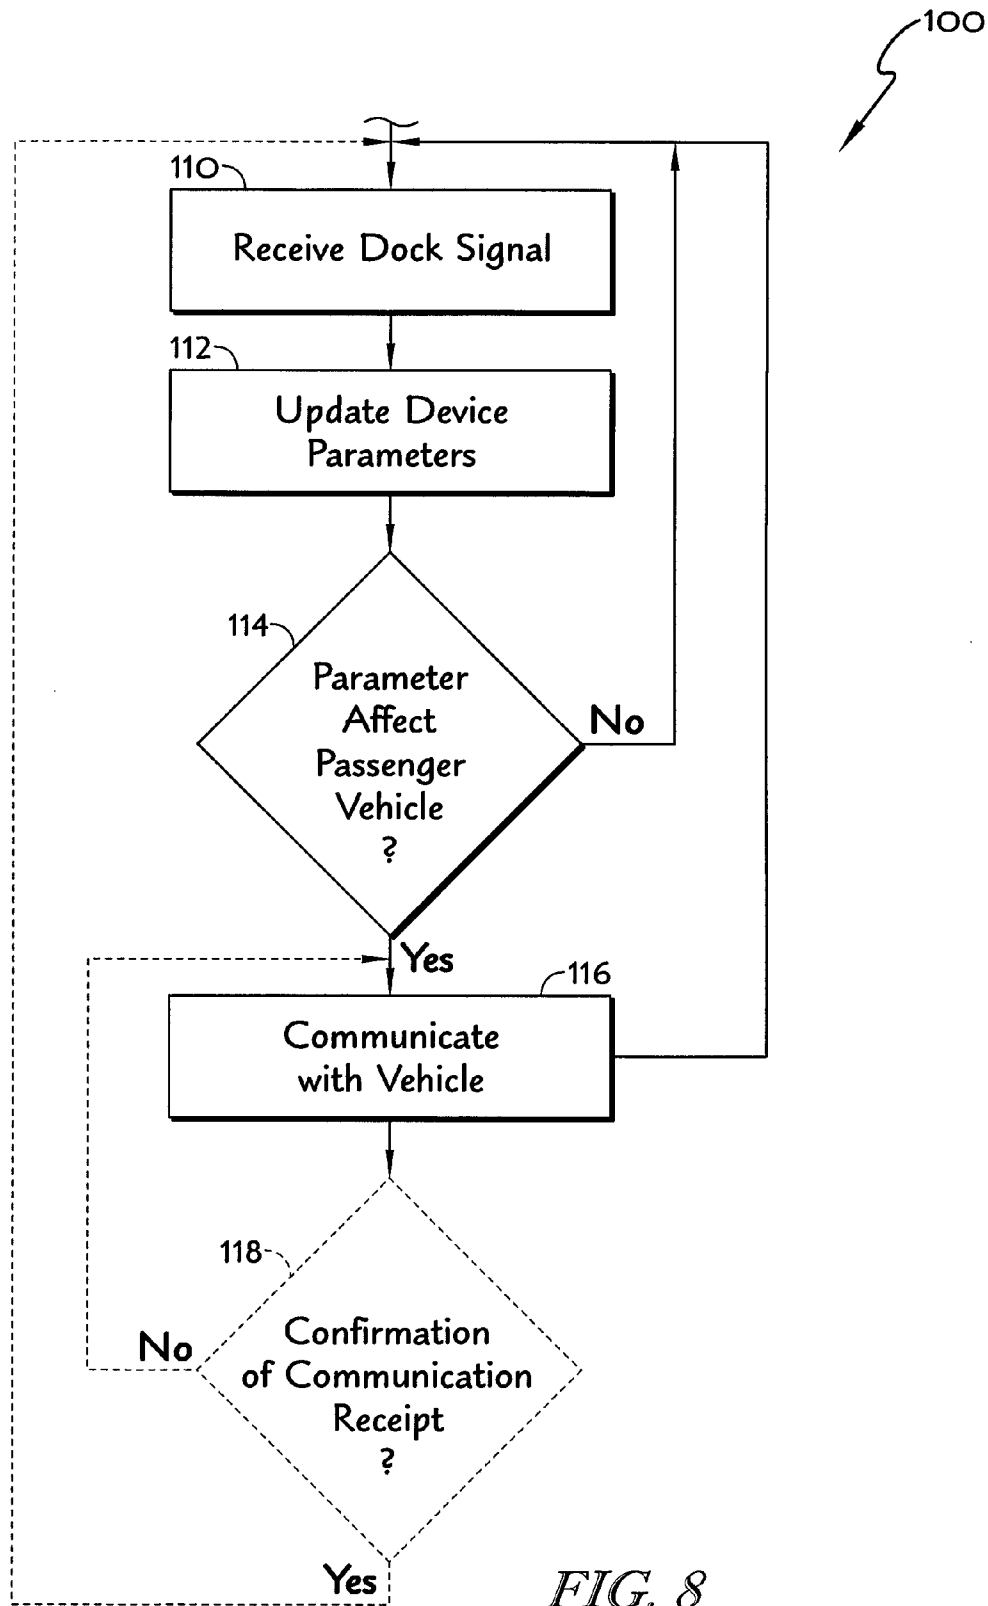 100
110
Receive Dock Signal
112
Update Device
Parameters
114
Parameter
Affect
Passenger
Vehicle
?
No
Yes
116
Communicate
with Vehicle
118
Confirmation
of Communication
Receipt
?
No
Yes
FIG. 8